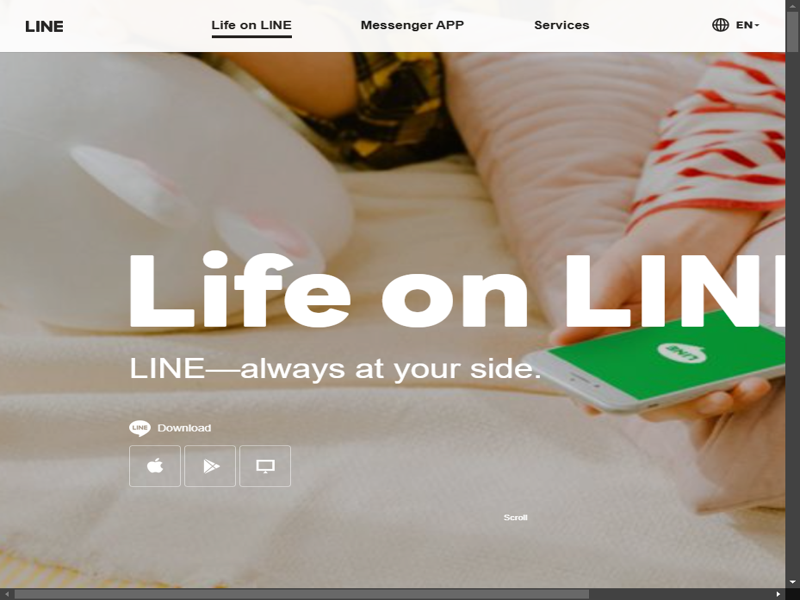 LINE
Life on LINE
Messenger APP
Services
EN
Life on LIN
LINE—always at your side.
LINE
Download
Scroll
LINE